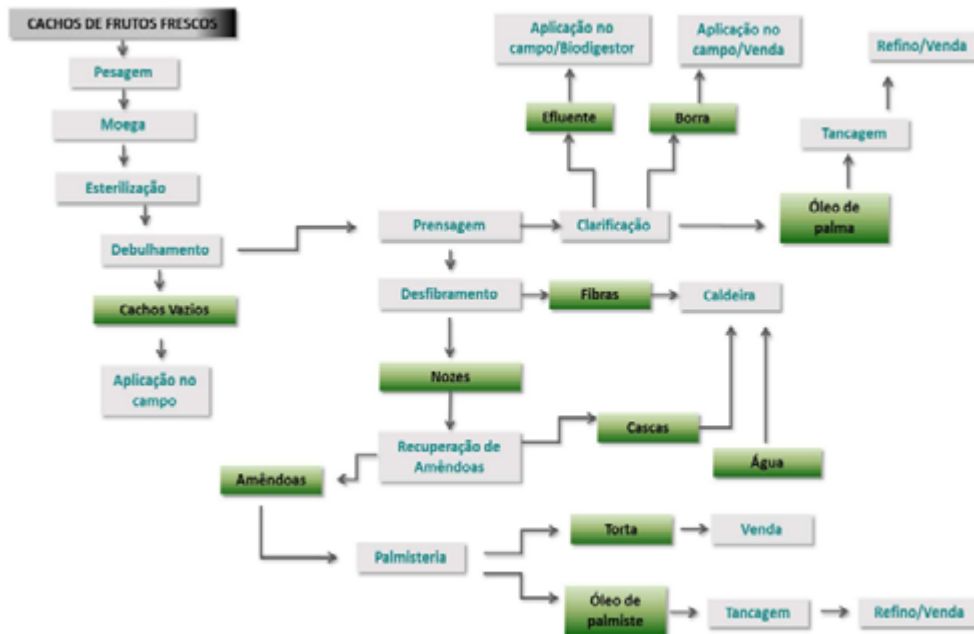 CACHOS DE FRUTOS FRESCOS
Pesagem
Moega
Esterilização
Debulhamento
Cachos Vazios
Aplicação no
campo
Aplicação no
campo/Biodigestor
Aplicação no
campo/Venda
Refino/Venda
Efluente
Borra
Tancagem
Prensagem
Clarificação
Óleo de
palma
Desfibramento
Fibras
Caldeira
Nozes
Recuperação de
Amêndoas
Cascas
Água
Amêndoas
Palmisteria
Torta
Venda
Óleo de
palmiste
Tancagem
Refino/Venda